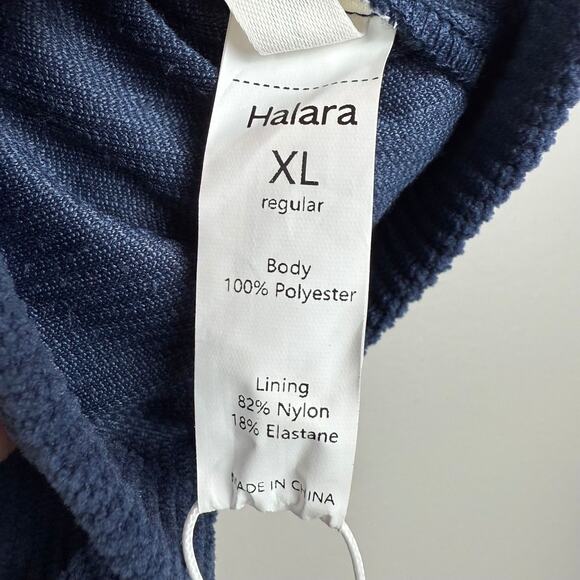 Halara
XL
regular
Body
100% Polyester
Lining
82% Nylon
18% Elastane
MADE IN CHINA